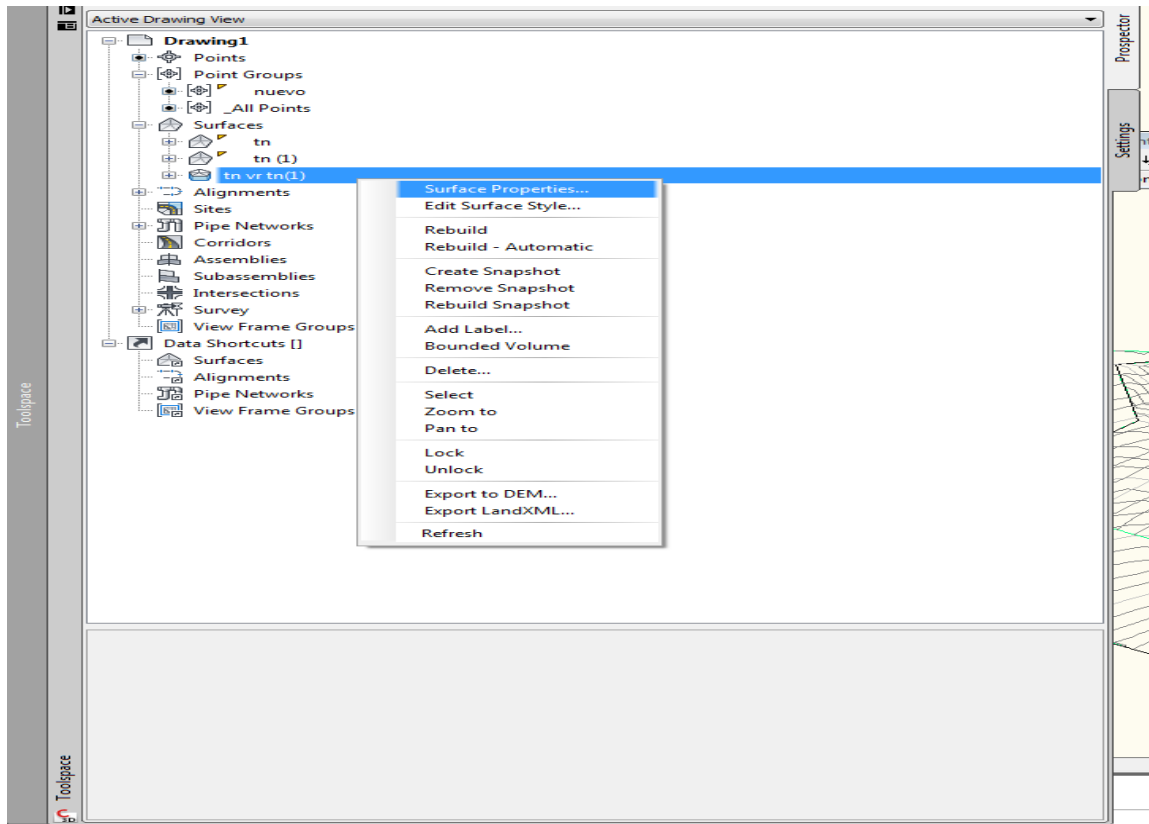 Active Drawing View
Drawing1
Points
Point Groups
nuevo
_All Points
Surfaces
tn
tn (1)
tn vr tn(1)
Alignments
Sites
Pipe Networks
Corridors
Assemblies
Subassemblies
Intersections
Survey
View Frame Groups
Data Shortcuts []
Surfaces
Alignments
Pipe Networks
View Frame Groups
Surface Properties...
Edit Surface Style...
Rebuild
Rebuild - Automatic
Create Snapshot
Remove Snapshot
Rebuild Snapshot
Add Label...
Bounded Volume
Delete...
Select
Zoom to
Pan to
Lock
Unlock
Export to DEM...
Export LandXML...
Refresh
Prospector
Settings
Toolspace
Toolspace